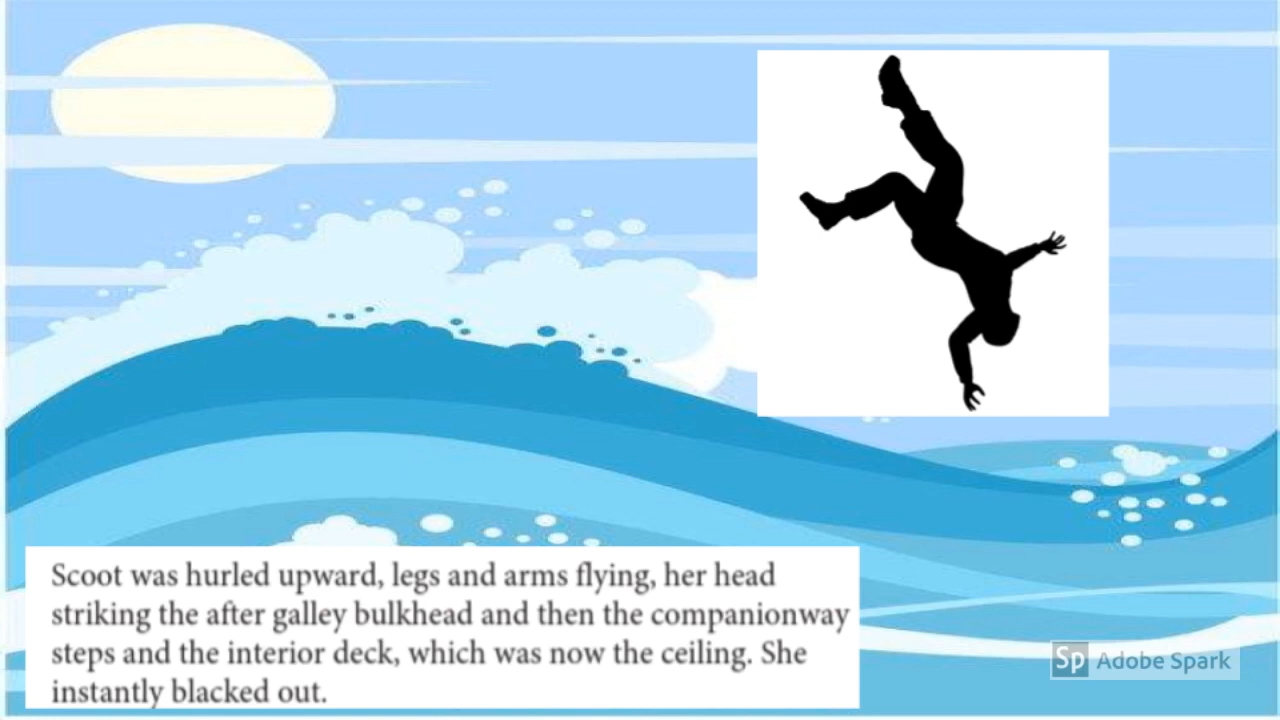 Scoot was hurled upward, legs and arms flying, her head
striking the after galley bulkhead and then the companionway
steps and the interior deck, which was now the ceiling. She
instantly blacked out.
Sp Adobe Spark